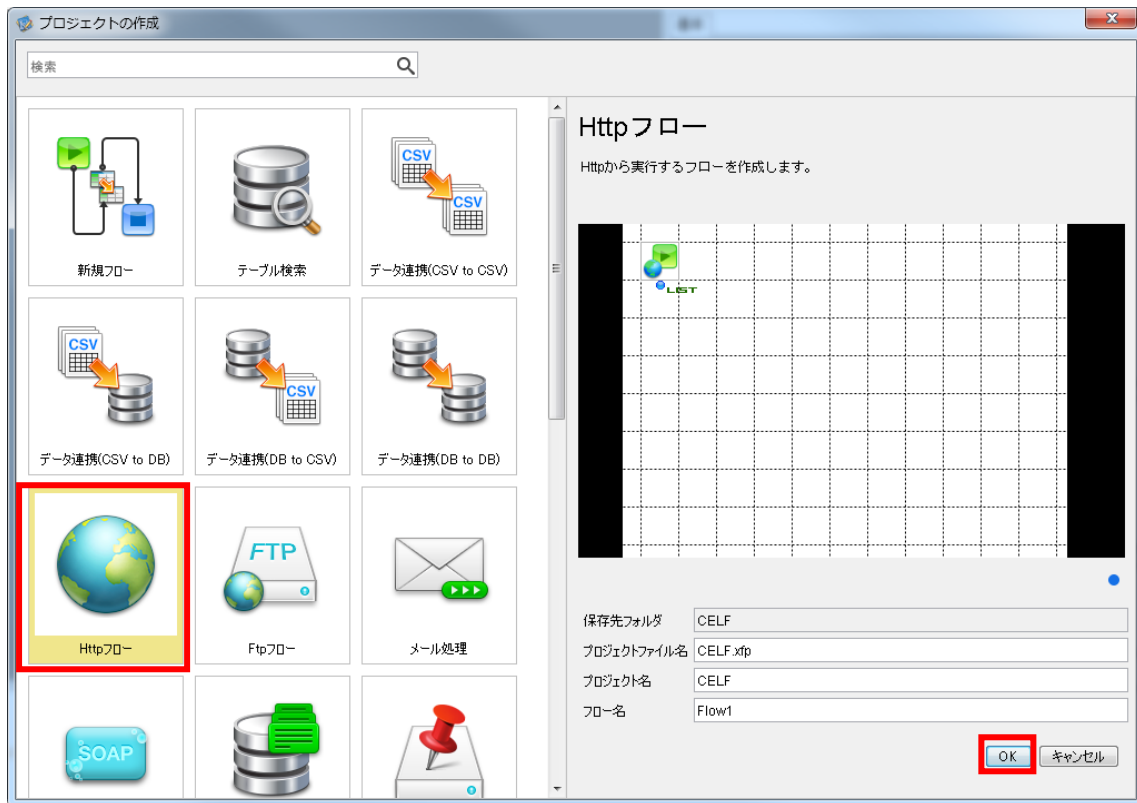 プロジェクトの作成
検索
新規フロー
テーブル検索
CSV
CSV
データ連携(CSV to CSV)
CSV
データ連携(CSV to DB)
CSV
データ連携(DB to CSV)
データ連携(DB to DB)
Httpフロー
FTP
Ftpフロー
メール処理
SOAP
Httpフロー
Httpから実行するフローを作成します。
LIST
保存先フォルダ CELF
プロジェクトファイル名 CELF.xfp
プロジェクト名 CELF
フロー名 Flow1
OK キャンセル